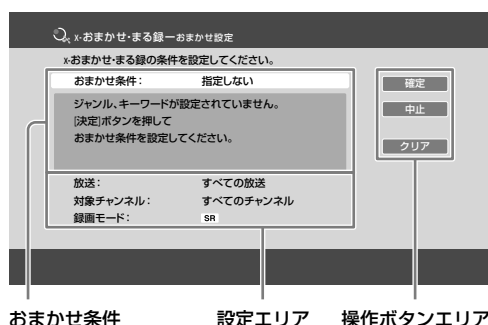 x-おまかせ・まる録ーおまかせ設定
x-おまかせ・まる録の条件を設定してください。
おまかせ条件： 指定しない
ジャンル、キーワードが設定されていません。
[決定]ボタンを押して
おまかせ条件を設定してください。
放送： すべての放送
対象チャンネル： すべてのチャンネル
録画モード： SR
確定
中止
クリア
おまかせ条件 設定エリア 操作ボタンエリア